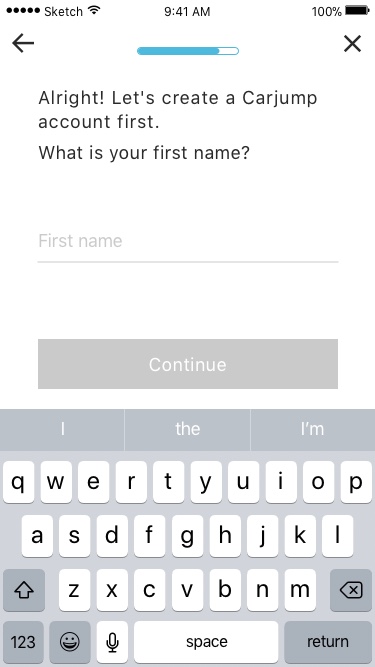 Sketch 9:41 AM 100%
Alright! Let's create a Carjump
account first.
What is your first name?
First name
Continue
I the I'm
q w e r t y u i o p
a s d f g h j k l
z x c v b n m
123 space return